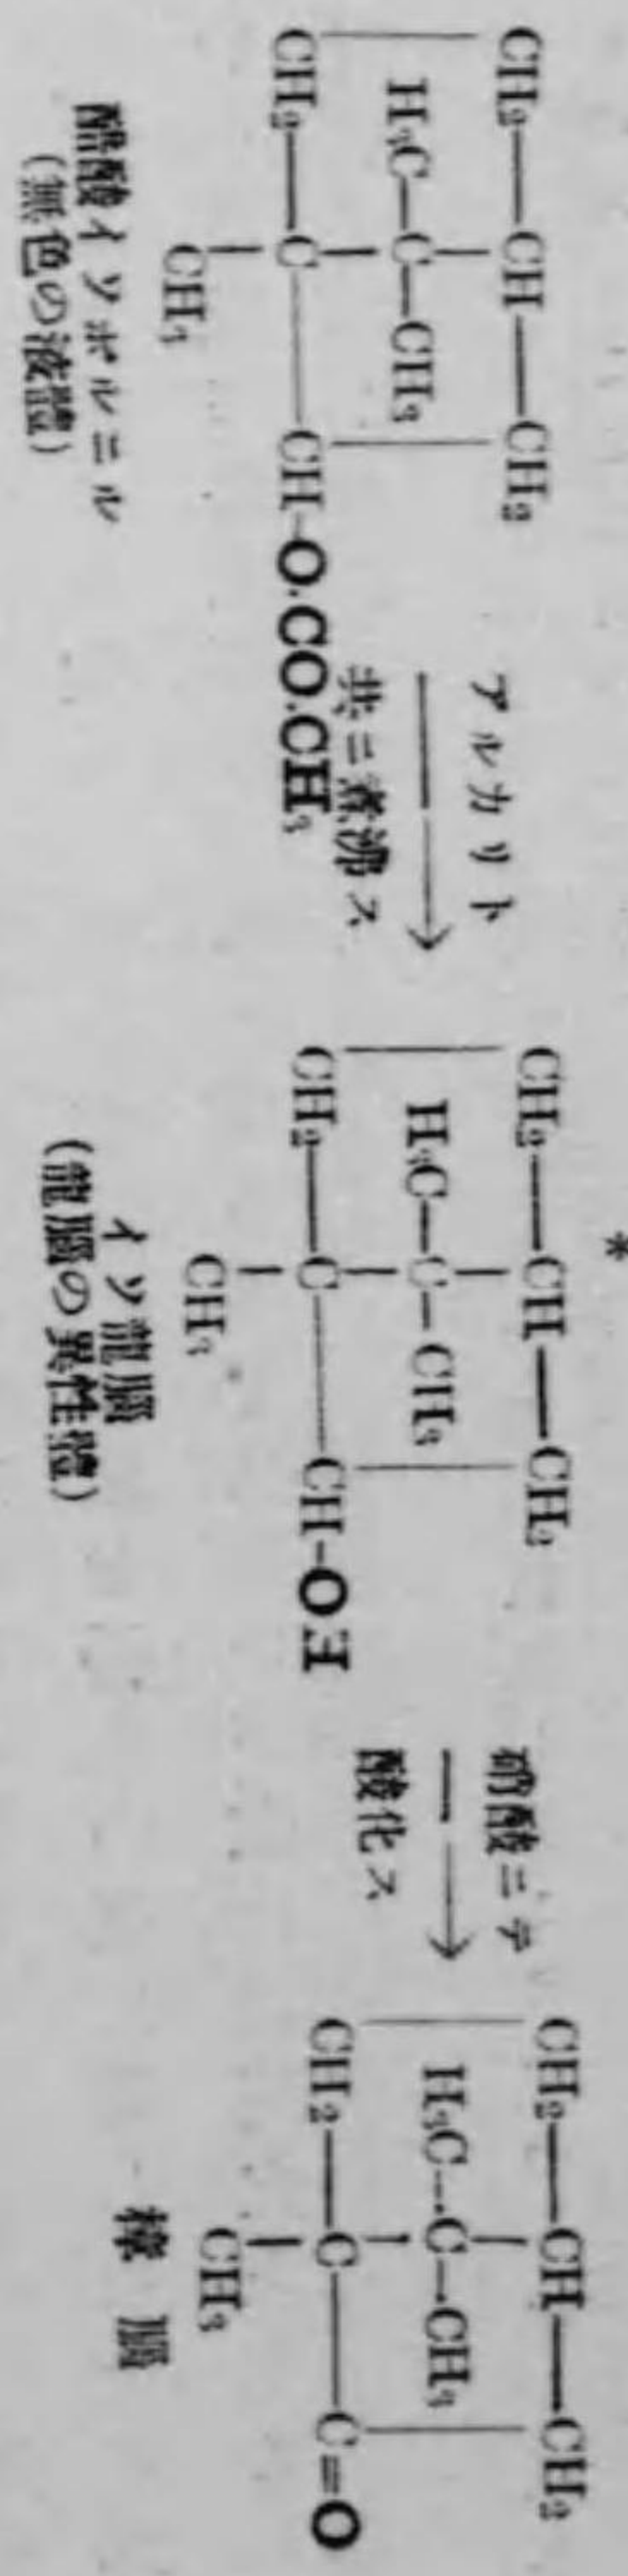 CH₂—CH—CH₂
H₃C—C—CH₃
CH₂—C—CH—O.CO.CH₃
CH₃
醋酸イソボルニル
(無色の液體)
アルカリト
共ニ煮沸ス
*
CH₂—CH—CH₂
H₃C—C—CH₃
CH₂—C—CH—OH
CH₃
イソ龍腦
(龍腦の異性體)
硝酸ニテ
酸化ス
CH₂—CH—CH₂
H₃C—C—CH₃
CH₂—C—C=O
CH₃
樟腦